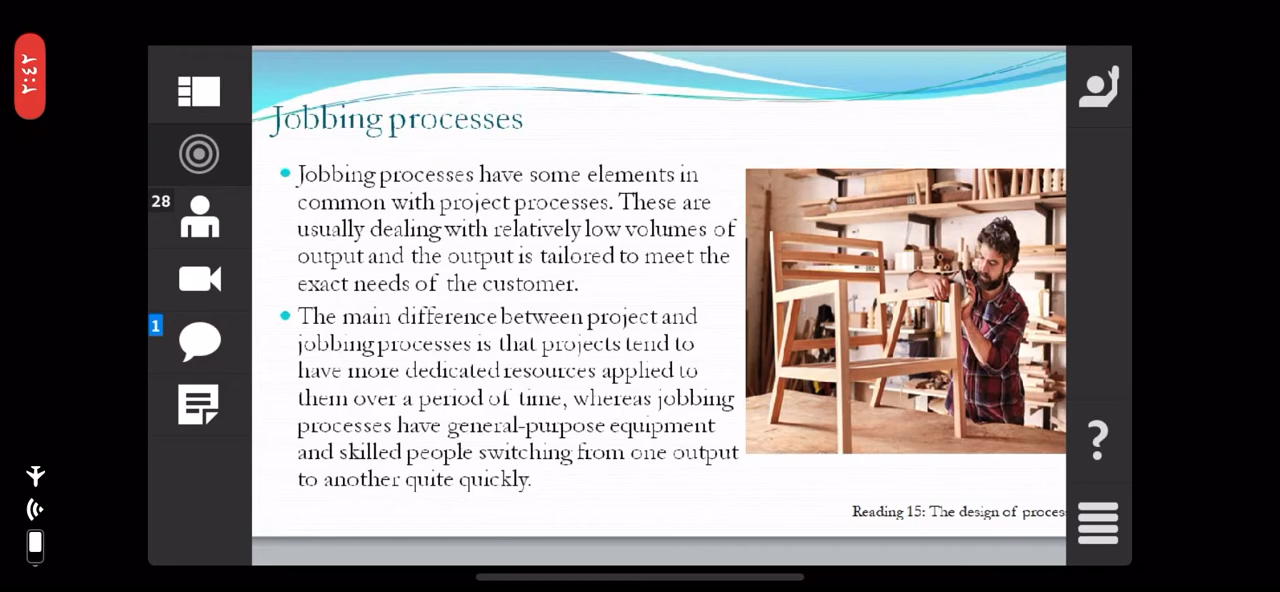 ٢:٤٢
Jobbing processes
• Jobbing processes have some elements in
common with project processes. These are
usually dealing with relatively low volumes of
output and the output is tailored to meet the
exact needs of the customer.
• The main difference between project and
jobbing processes is that projects tend to
have more dedicated resources applied to
them over a period of time, whereas jobbing
processes have general-purpose equipment
and skilled people switching from one output
to another quite quickly.
Reading 15: The design of proces
28
1
?